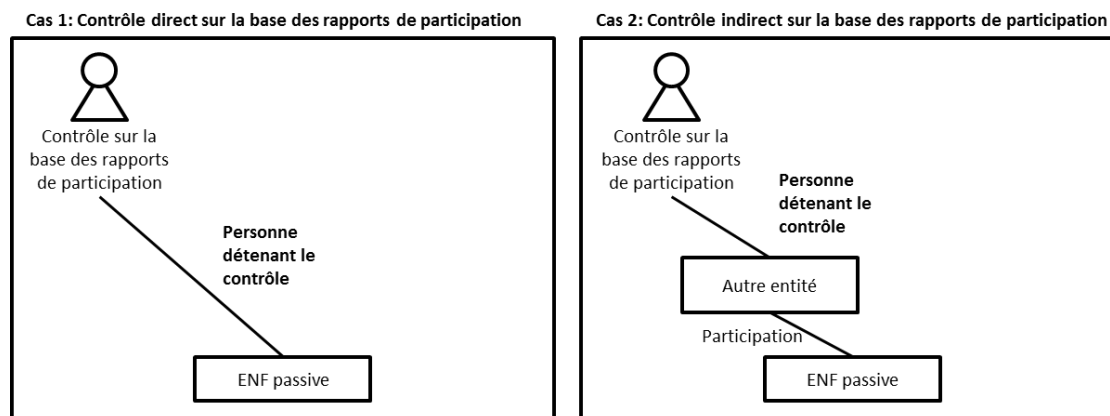 Cas 1: Contrôle direct sur la base des rapports de participation
Contrôle sur la
base des rapports
de participation
Personne
détenant le
contrôle
ENF passive
Cas 2: Contrôle indirect sur la base des rapports de participation
Contrôle sur la
base des rapports
de participation
Personne
détenant le
contrôle
Autre entité
Participation
ENF passive